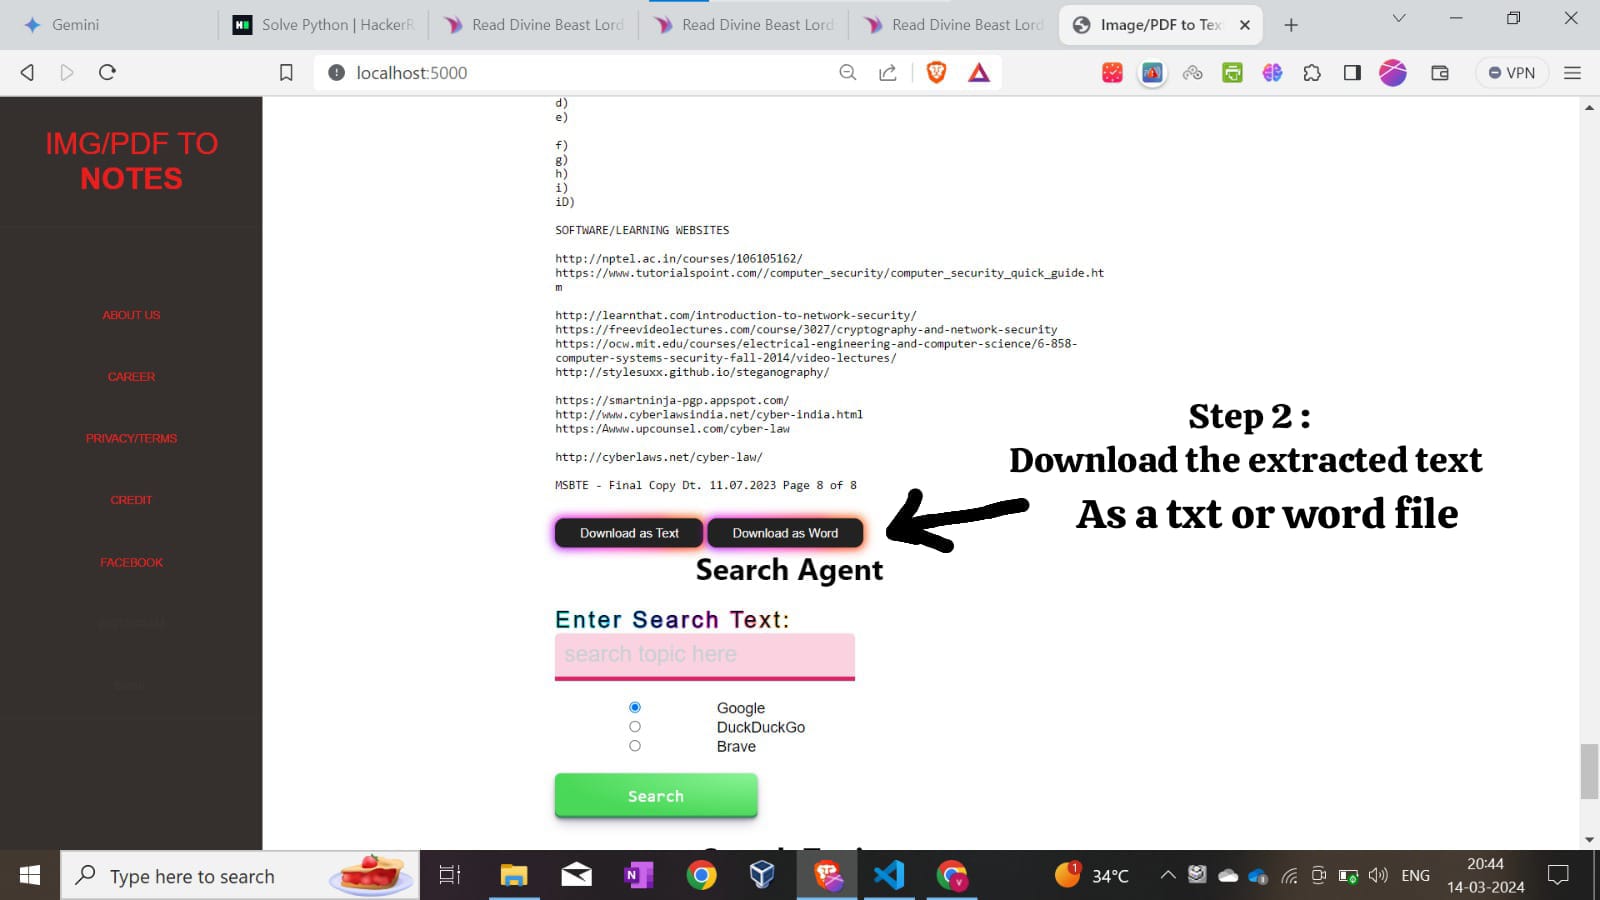 Gemini
Solve Python | HackerR
Read Divine Beast Lord
Read Divine Beast Lord
Read Divine Beast Lord
Image/PDF to Tex
localhost:5000
VPN
IMG/PDF TO
NOTES
ABOUT US
CAREER
PRIVACY/TERMS
CREDIT
FACEBOOK
d)
e)
f)
g)
h)
i)
iD)
SOFTWARE/LEARNING WEBSITES
http://nptel.ac.in/courses/106105162/
https://www.tutorialspoint.com//computer_security/computer_security_quick_guide.ht
m
http://learnthat.com/introduction-to-network-security/
https://freevideolectures.com/course/3027/cryptography-and-network-security
https://ocw.mit.edu/courses/electrical-engineering-and-computer-science/6-858-
computer-systems-security-fall-2014/video-lectures/
http://stylesuxx.github.io/steganography/
https://smartninja-pgp.appspot.com/
http://www.cyberlawsindia.net/cyber-india.html
https:/Awww.upcounsel.com/cyber-law
http://cyberlaws.net/cyber-law/
MSBTE - Final Copy Dt. 11.07.2023 Page 8 of 8
Download as Text
Download as Word
Step 2 :
Download the extracted text
As a txt or word file
Search Agent
Enter Search Text:
search topic here
Google
DuckDuckGo
Brave
Search
Type here to search
1
34°C
ENG
20:44
14-03-2024